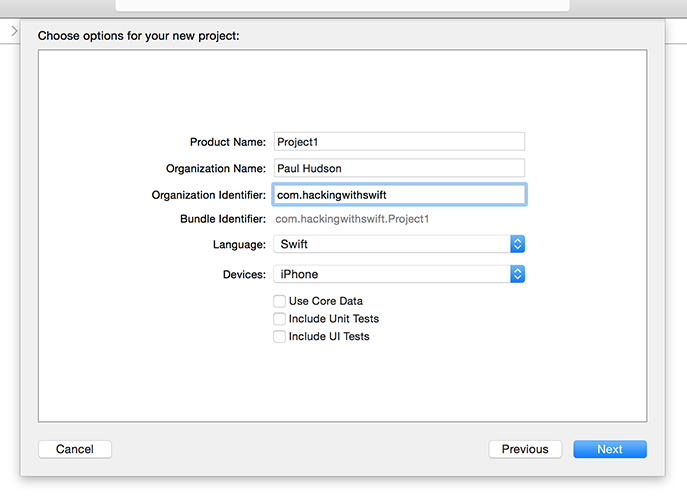 Choose options for your new project:
Product Name: Project1
Organization Name: Paul Hudson
Organization Identifier: com.hackingwithswift
Bundle Identifier: com.hackingwithswift.Project1
Language: Swift
Devices: iPhone
Use Core Data
Include Unit Tests
Include UI Tests
Cancel Previous Next